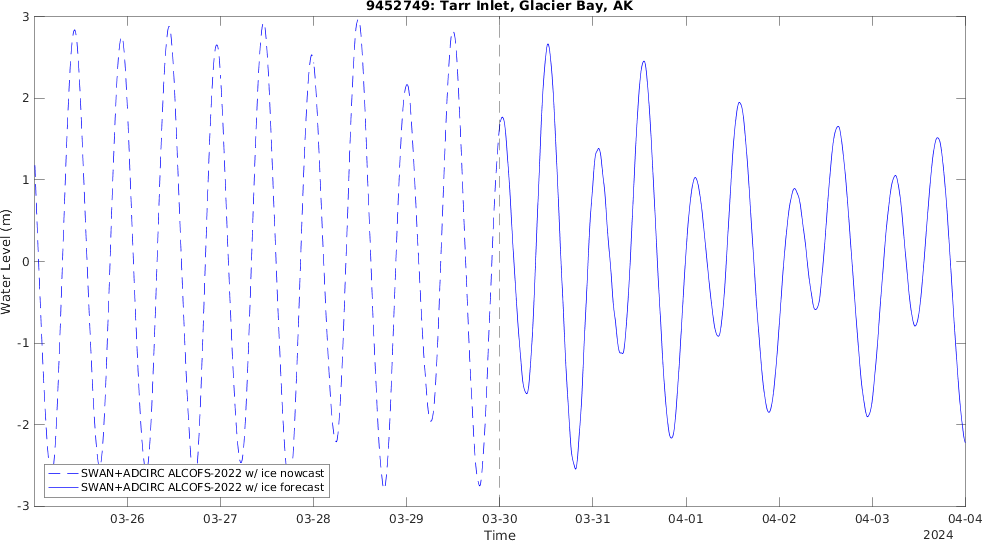 9452749: Tarr Inlet, Glacier Bay, AK
Water Level (m)
3
2
1
0
-1
-2
-3
SWAN+ADCIRC ALCOFS-2022 w/ ice nowcast
SWAN+ADCIRC ALCOFS-2022 w/ ice forecast
03-26 03-27 03-28 03-29 03-30 03-31 04-01 04-02 04-03 04-04
Time
2024